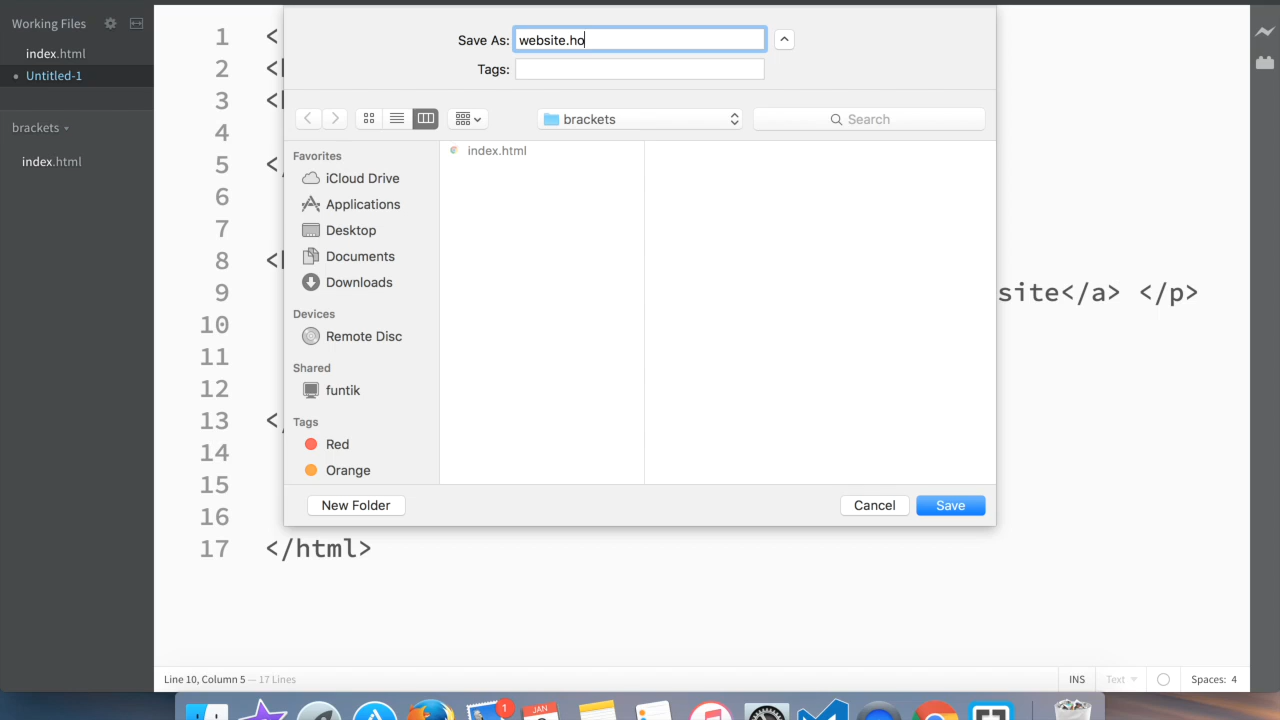 Working Files
index.html
Untitled-1
brackets
index.html
Save As: website.ho
Tags:
brackets
Search
Favorites
iCloud Drive
Applications
Desktop
Documents
Downloads
Devices
Remote Disc
Shared
funtik
Tags
Red
Orange
index.html
New Folder
Cancel
Save
1 <
2 <
3 <
4
5 </
6
7
8 <
9 site</a> </p>
10
11
12
13 </
14
15
16
17 </html>
Line 10, Column 5 — 17 Lines
INS
Text
Spaces: 4
1
JAN